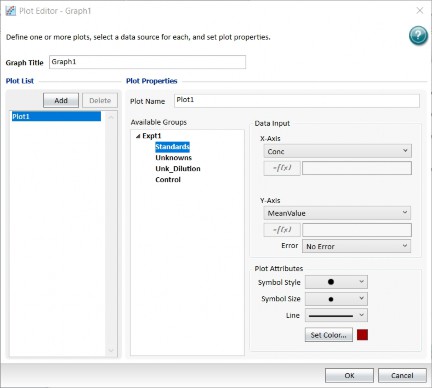 Plot Editor - Graph1
Define one or more plots, select a data source for each, and set plot properties.
?
Graph Title Graph1
Plot List
Plot Properties
Add Delete
Plot1
Plot Name Plot1
Available Groups
Expt1
Standards
Unknowns
Unk_Dilution
Control
Data Input
X-Axis
Conc
=f(x)
Y-Axis
MeanValue
=f(x)
Error No Error
Plot Attributes
Symbol Style
Symbol Size
Line
Set Color...
OK Cancel